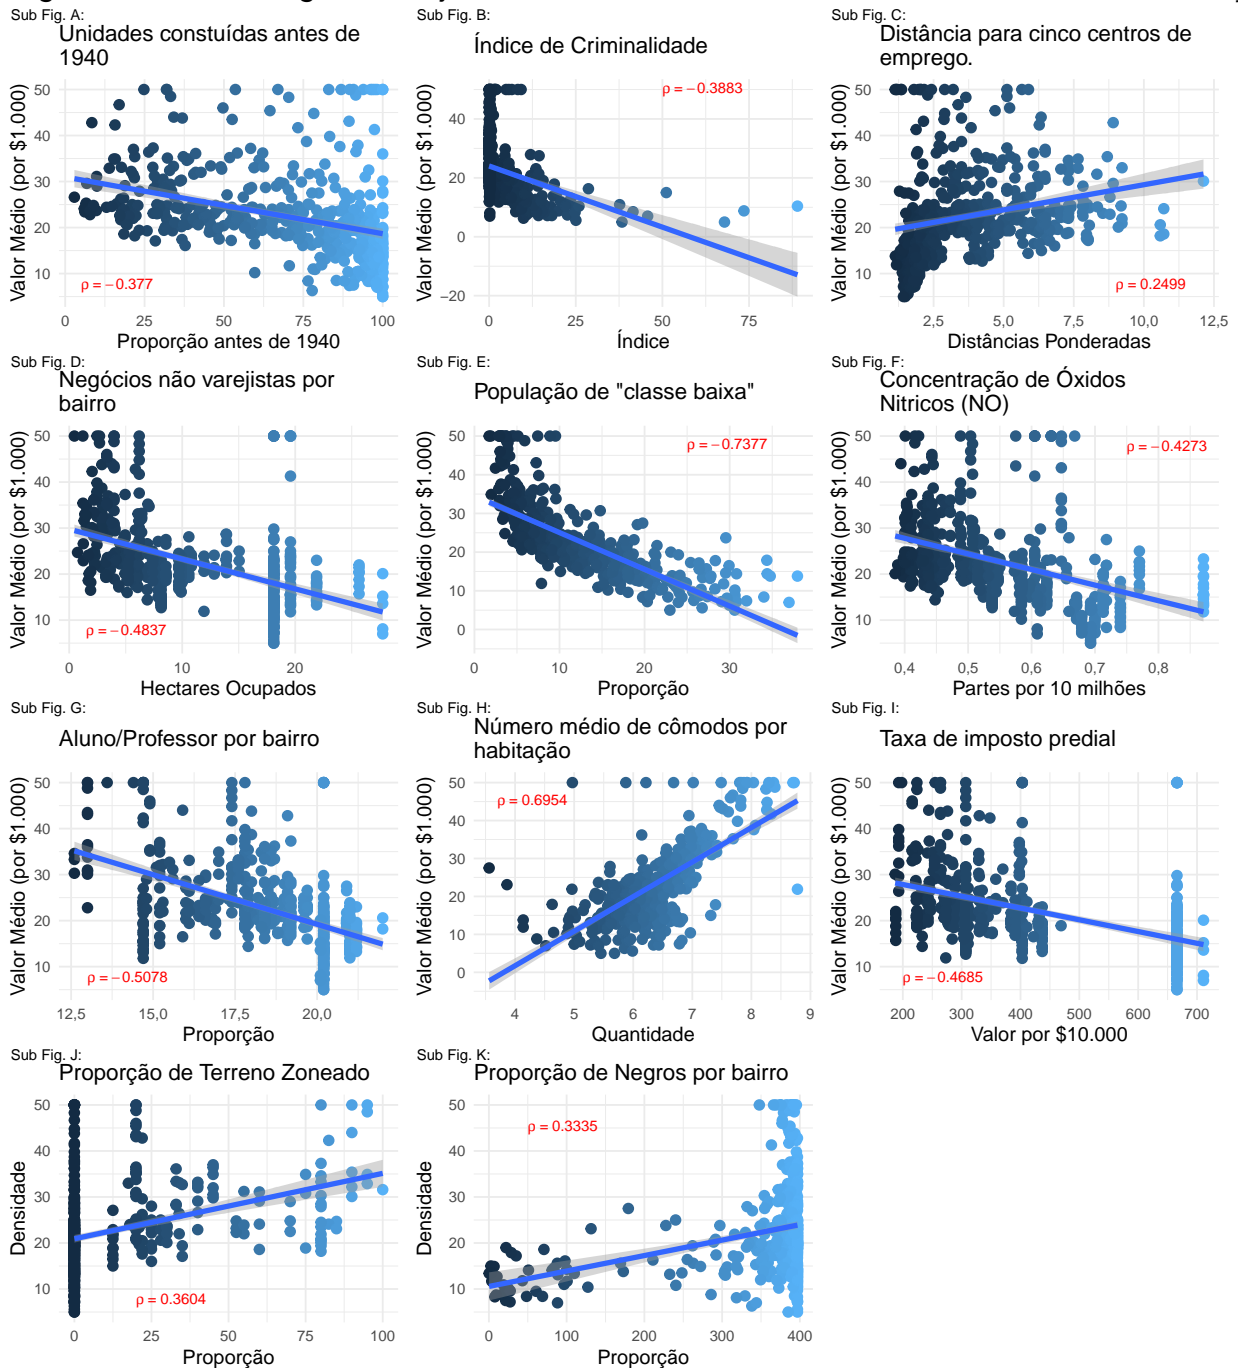 Sub Fig. A:
Unidades constuídas antes de
1940
Valor Médio (por $1.000)
50
40
30
20
10
ρ = −0.377
0 25 50 75 100
Proporção antes de 1940
Sub Fig. B:
Índice de Criminalidade
Valor Médio (por $1.000)
40
20
0
−20
ρ = −0.3883
0 25 50 75
Índice
Sub Fig. C:
Distância para cinco centros de
emprego.
Valor Médio (por $1.000)
50
40
30
20
10
ρ = 0.2499
2,5 5,0 7,5 10,0 12,5
Distâncias Ponderadas
Sub Fig. D:
Negócios não varejistas por
bairro
Valor Médio (por $1.000)
50
40
30
20
10
ρ = −0.4837
0 10 20
Hectares Ocupados
Sub Fig. E:
População de "classe baixa"
Valor Médio (por $1.000)
50
40
30
20
10
0
ρ = −0.7377
0 10 20 30
Proporção
Sub Fig. F:
Concentração de Óxidos
Nitricos (NO)
Valor Médio (por $1.000)
50
40
30
20
10
ρ = −0.4273
0,4 0,5 0,6 0,7 0,8
Partes por 10 milhões
Sub Fig. G:
Aluno/Professor por bairro
Valor Médio (por $1.000)
50
40
30
20
10
ρ = −0.5078
12,5 15,0 17,5 20,0
Proporção
Sub Fig. H:
Número médio de cômodos por
habitação
Valor Médio (por $1.000)
50
40
30
20
10
0
ρ = 0.6954
4 5 6 7 8 9
Quantidade
Sub Fig. I:
Taxa de imposto predial
Valor Médio (por $1.000)
50
40
30
20
10
ρ = −0.4685
200 300 400 500 600 700
Valor por $10.000
Sub Fig. J:
Proporção de Terreno Zoneado
Densidade
50
40
30
20
10
ρ = 0.3604
0 25 50 75 100
Proporção
Sub Fig. K:
Proporção de Negros por bairro
Densidade
50
40
30
20
10
ρ = 0.3335
0 100 200 300 400
Proporção